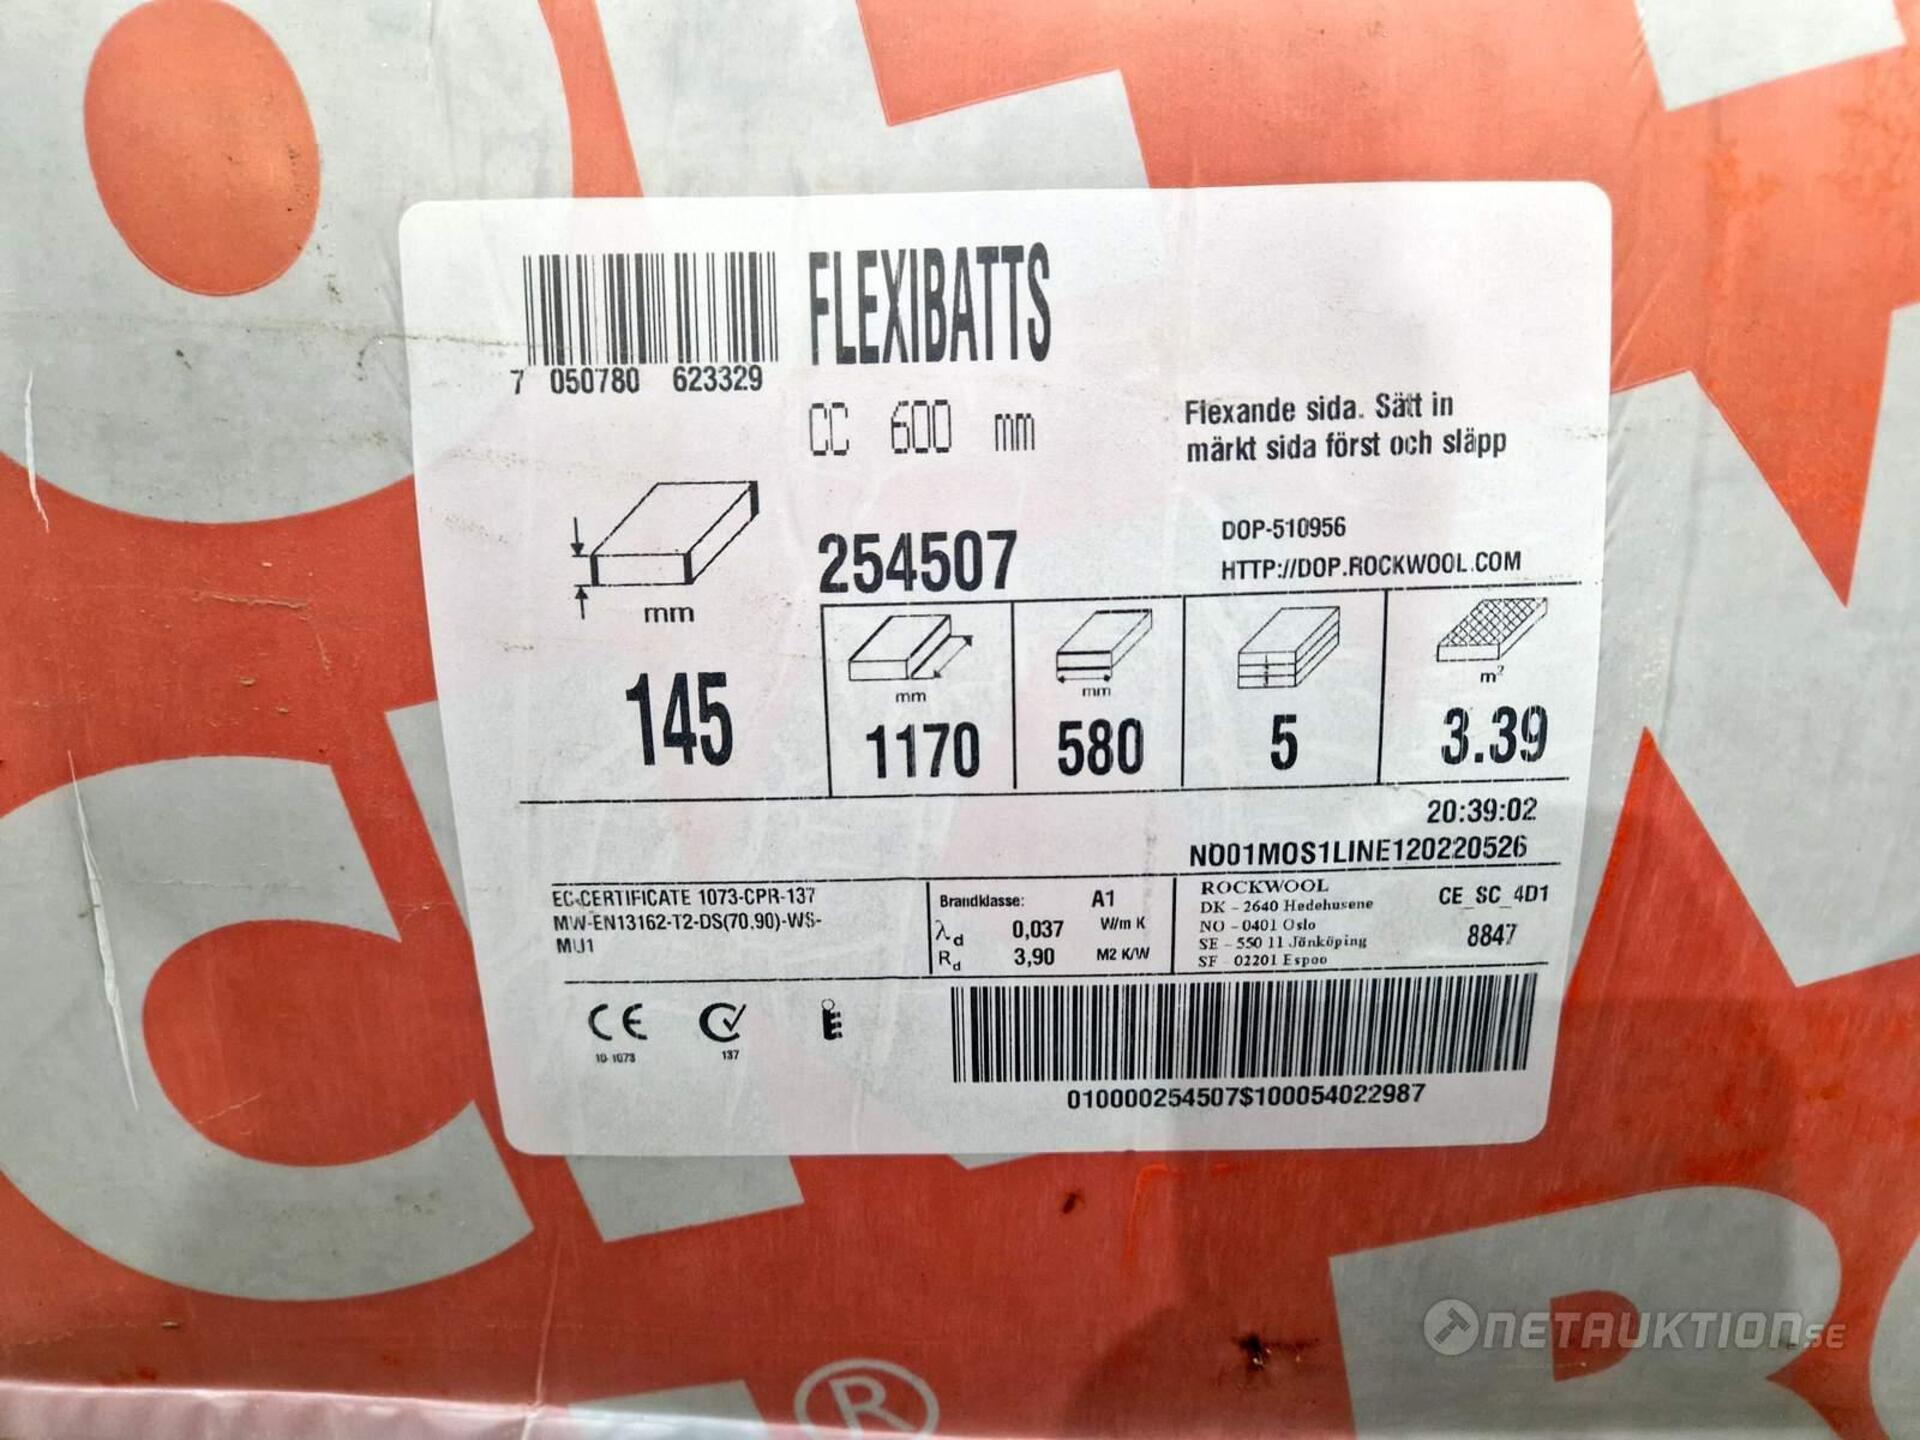 FLEXIBATTS
7 050780 623329
CC 600 mm
Flexande sida. Sätt in
märkt sida först och släpp
254507
DOP-510956
HTTP://DOP.ROCKWOOL.COM
mm
mm
mm
m²
145
1170
580
5
3.39
20:39:02
NO01MOS1LINE120220526
EC-CERTIFICATE 1073-CPR-137
MW-EN13162-T2-DS(70.90)-WS-
MU1
Brandklasse: A1
λd 0,037 W/m K
Rd 3,90 M2 K/W
ROCKWOOL
DK - 2640 Hedehusene
NO - 0401 Oslo
SE - 550 11 Jönköping
SF - 02201 Espoo
CE_SC_4D1
8847
CE
10-1073
137
010000254507$100054022987
®
NETAUKTION.SE